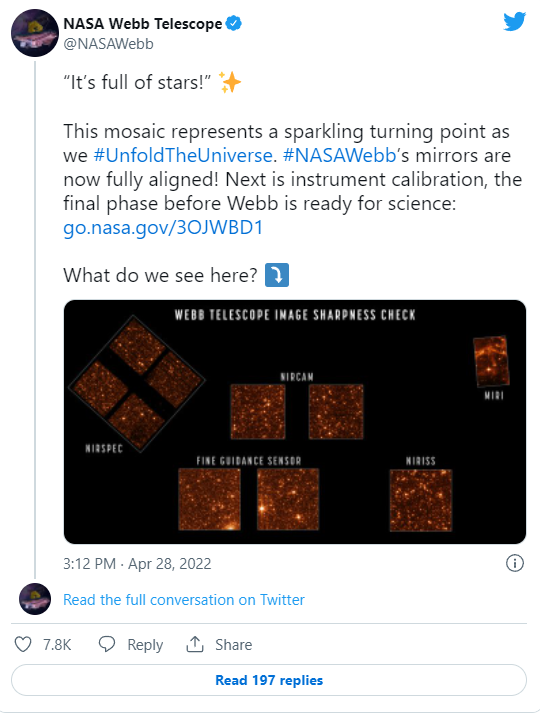 NASA Webb Telescope
@NASAWebb
“It’s full of stars!” ✨
This mosaic represents a sparkling turning point as
we #UnfoldTheUniverse. #NASAWebb’s mirrors are
now fully aligned! Next is instrument calibration, the
final phase before Webb is ready for science:
go.nasa.gov/3OJWBD1
What do we see here? ⤵️
WEBB TELESCOPE IMAGE SHARPNESS CHECK
NIRCAM
MIRI
NIRSPEC
FINE GUIDANCE SENSOR
NIRISS
3:12 PM · Apr 28, 2022
Read the full conversation on Twitter
7.8K Reply Share
Read 197 replies